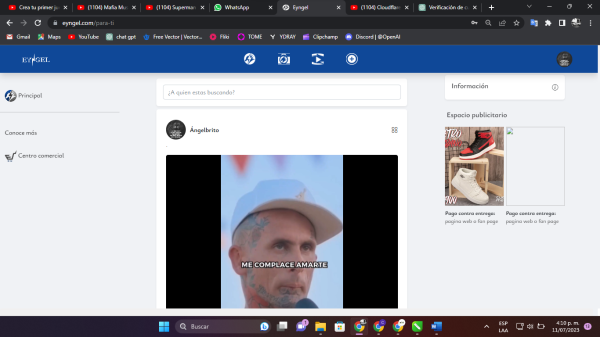 Crea tu primer ju
(1104) Mafia Mu
(1104) Supermar
WhatsApp
Eyngel
(1104) Cloudflare
Verificación de s
eyngel.com/para-ti
Gmail
Maps
YouTube
chat gpt
Free Vector | Vector...
Fliki
TOME
YDRAY
Clipchamp
Discord | @OpenAI
EYNGEL
Principal
Conoce más
Centro comercial
¿A quien estas buscando?
Ángelbrito
ME COMPLACE AMARTE
Información
Espacio publicitario
Pago contra entrega:
pagina web o fan page
Pago contra entrega:
pagina web o fan page
Buscar
ESP
LAA
4:10 p. m.
11/07/2023